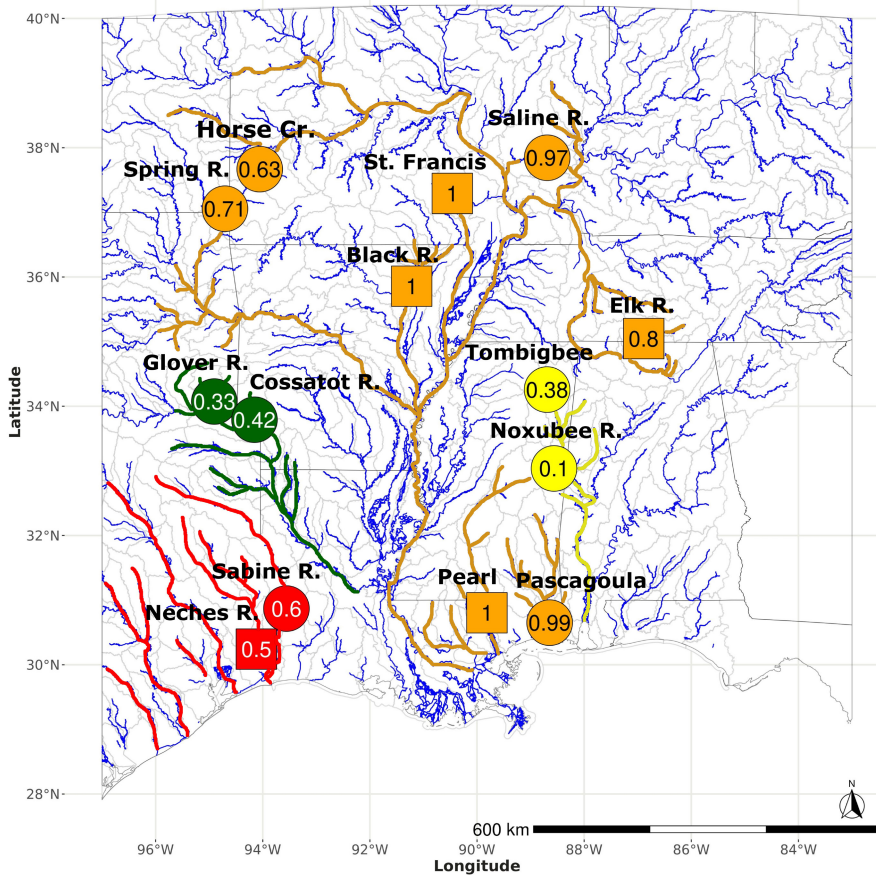 40°N
Saline R.
Horse Cr.
0.97
38°N
St. Francis
Spring R.
0.63
1
0.71
Black R.
36°N
1
Elk R.
0.8
Tombigbee
Glover R.
Cossatot R.
0.38
0.33
34°N
0.42
Noxubee R.
0.1
Latitude
32°N
Sabine R.
Pearl
Pascagoula
0.6
Neches R.
1
0.99
0.5
30°N
28°N
N
600 km
96°W 94°W 92°W 90°W 88°W 86°W 84°W
Longitude